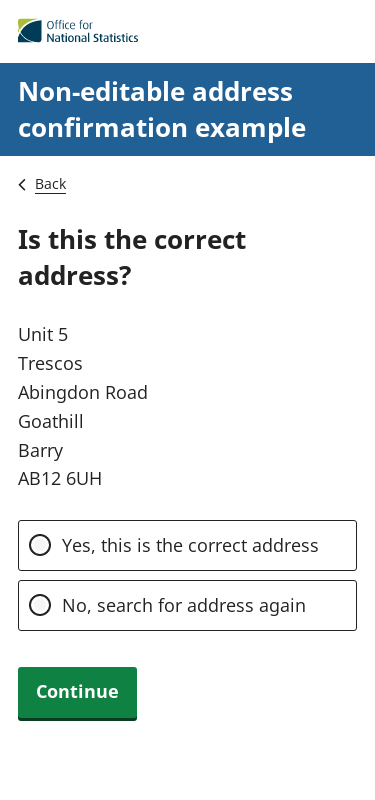 Office for
National Statistics
Non-editable address
confirmation example
Back
Is this the correct
address?
Unit 5
Trescos
Abingdon Road
Goathill
Barry
AB12 6UH
Yes, this is the correct address
No, search for address again
Continue